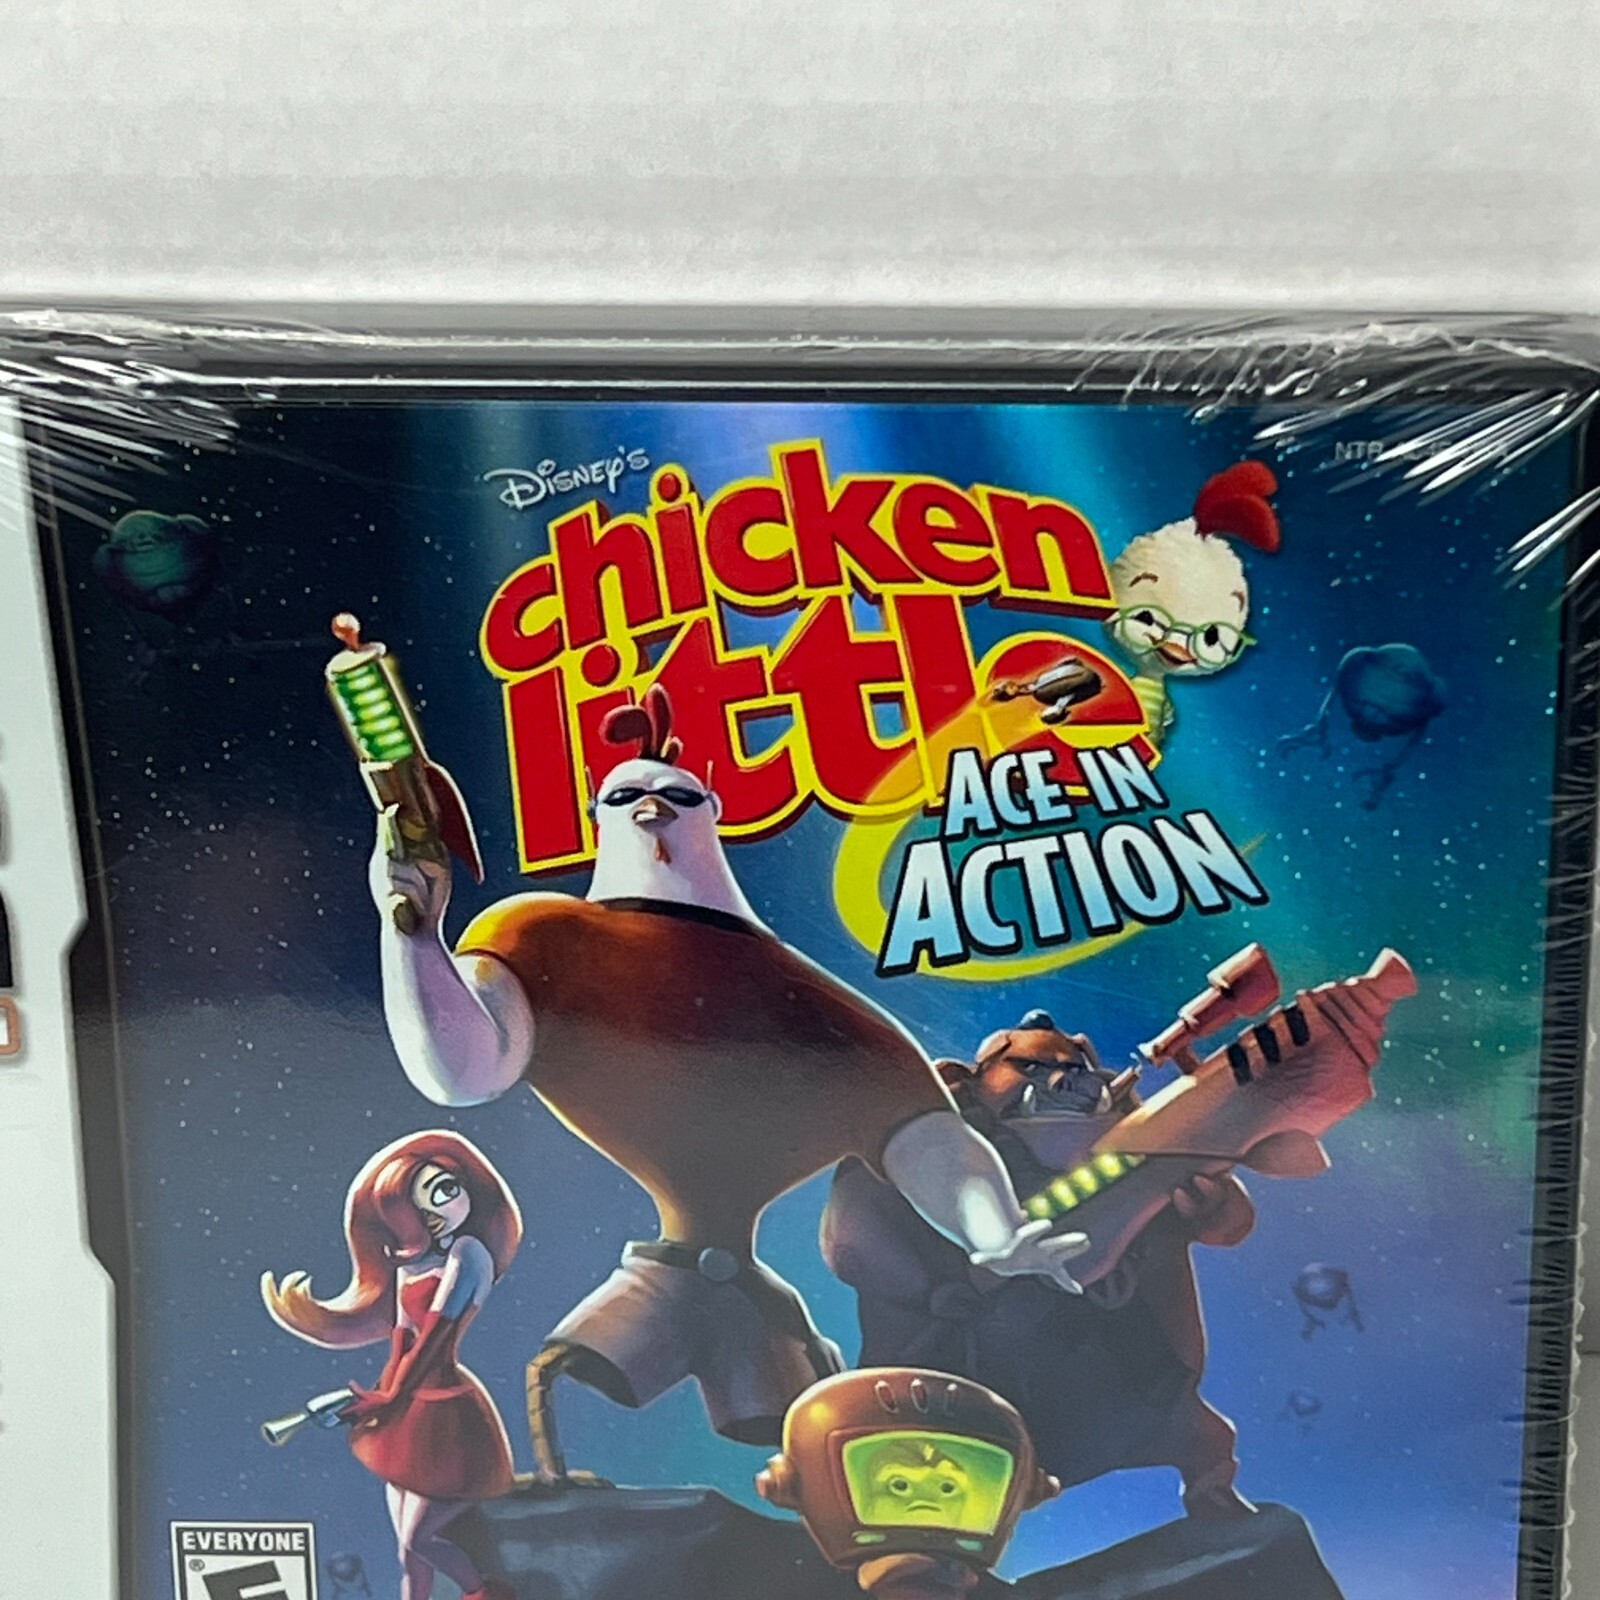 Disney's
chicken
little
ACE IN
ACTION
EVERYONE
E